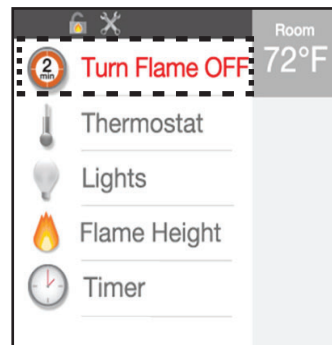 Room
72°F
2
min
Turn Flame OFF
Thermostat
Lights
Flame Height
Timer